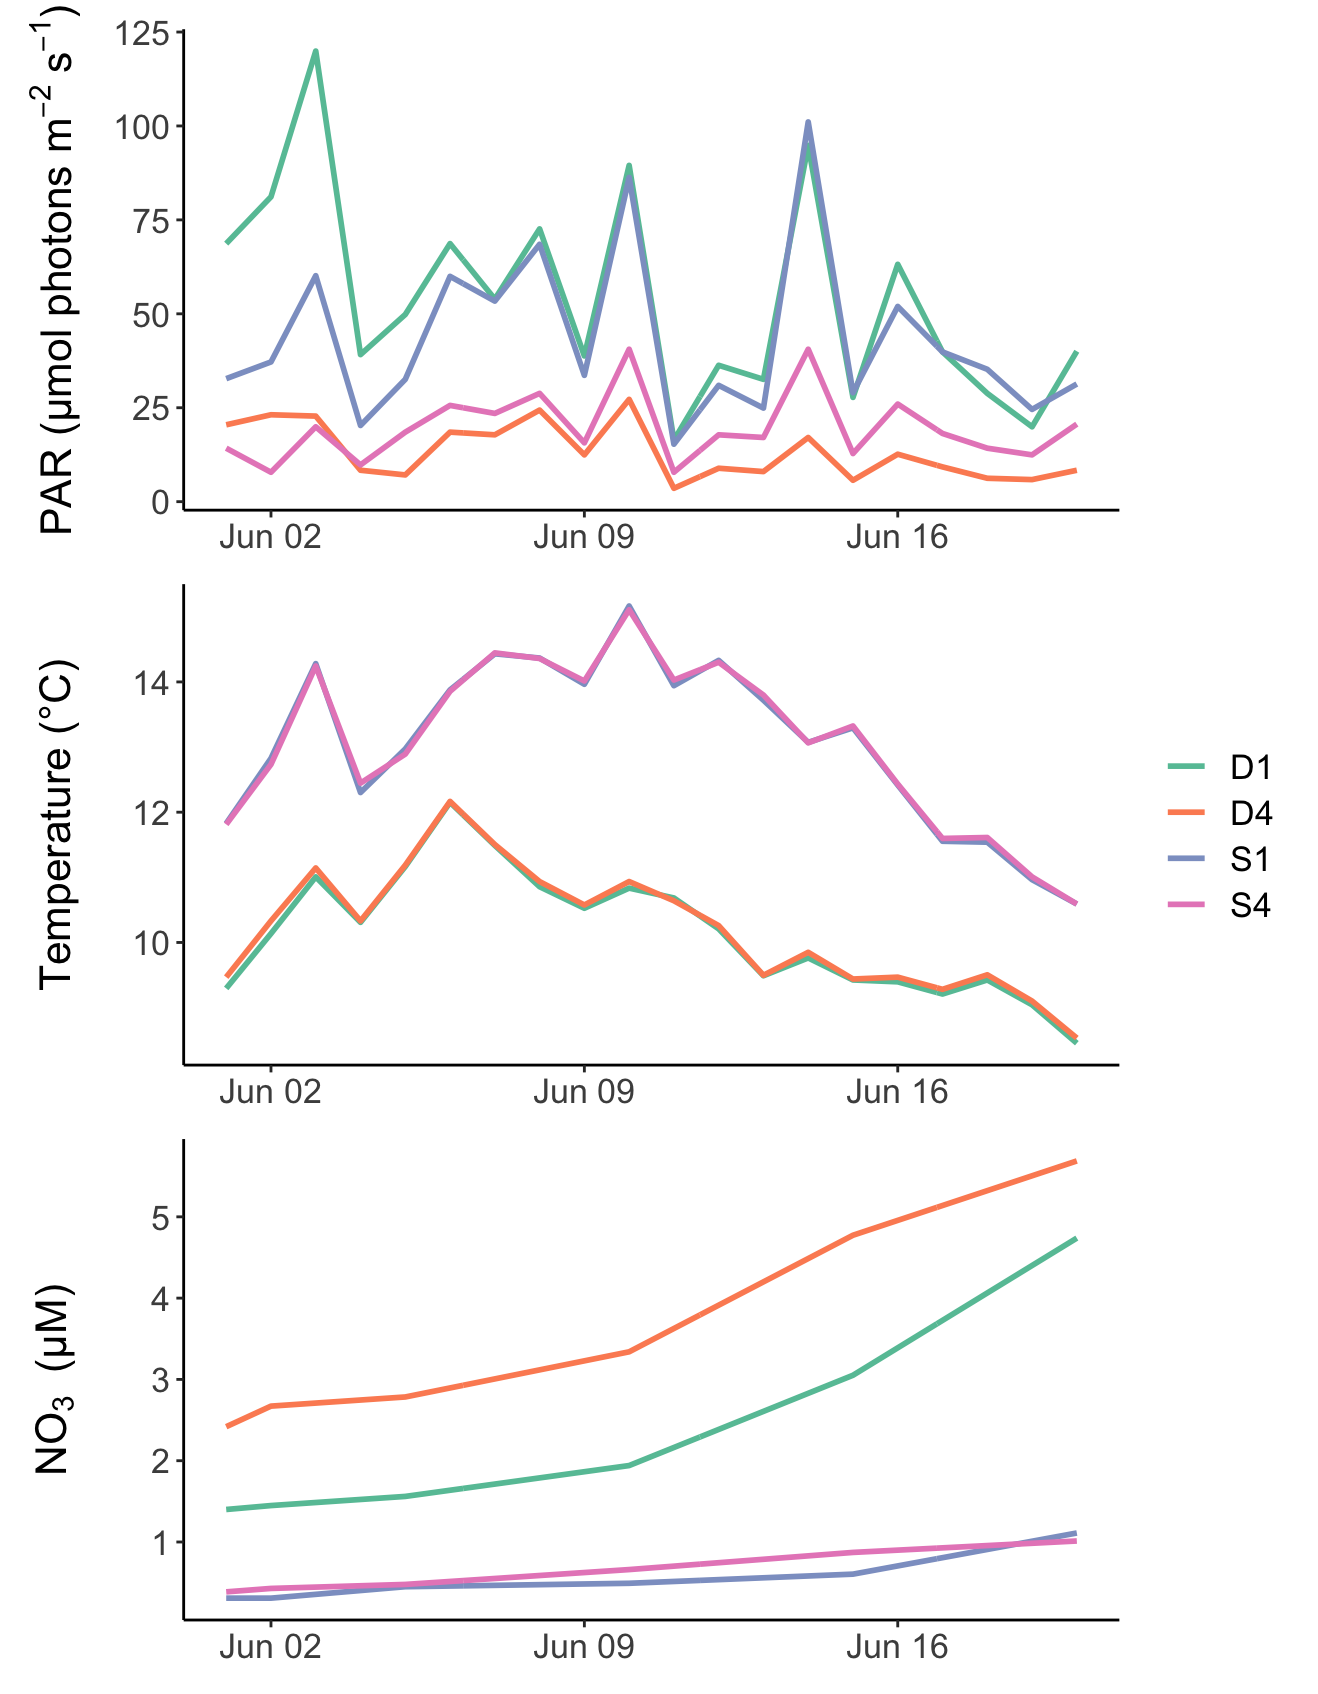 PAR (µmol photons m⁻² s⁻¹)
125
100
75
50
25
0
Jun 02 Jun 09 Jun 16
Temperature (°C)
14
12
10
Jun 02 Jun 09 Jun 16
D1
D4
S1
S4
NO₃ (µM)
5
4
3
2
1
Jun 02 Jun 09 Jun 16